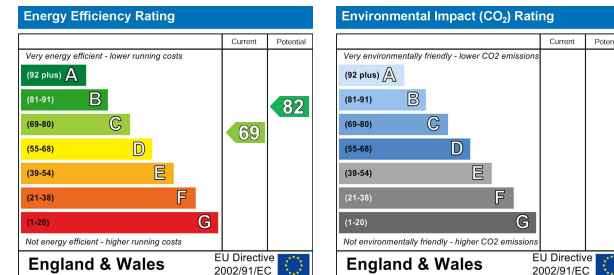 Energy Efficiency Rating
Current Potential
Very energy efficient - lower running costs
(92 plus) A
(81-91) B
82
(69-80) C
69
(55-68) D
(39-54) E
(21-38) F
(1-20) G
Not energy efficient - higher running costs
England & Wales
EU Directive
2002/91/EC
Environmental Impact (CO₂) Rating
Current Poten
Very environmentally friendly - lower CO2 emissions
(92 plus) A
(81-91) B
(69-80) C
(55-68) D
(39-54) E
(21-38) F
(1-20) G
Not environmentally friendly - higher CO2 emissions
England & Wales
EU Directive
2002/91/EC